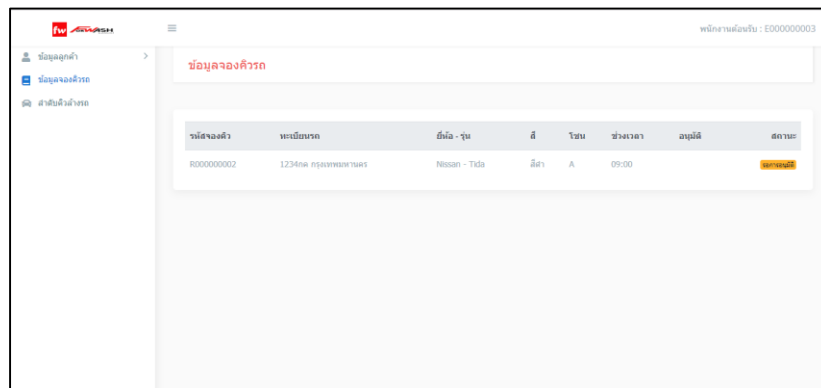 fw FOXWASH
พนักงานต้อนรับ : E000000003
ข้อมูลลูกค้า
ข้อมูลจองคิวรถ
ลำดับคิวล้างรถ
ข้อมูลจองคิวรถ
รหัสจองคิว ทะเบียนรถ ยี่ห้อ - รุ่น สี โซน ช่วงเวลา อนุมัติ สถานะ
R000000002 1234กค กรุงเทพมหานคร Nissan - Tida สีดำ A 09:00 รอการอนุมัติ